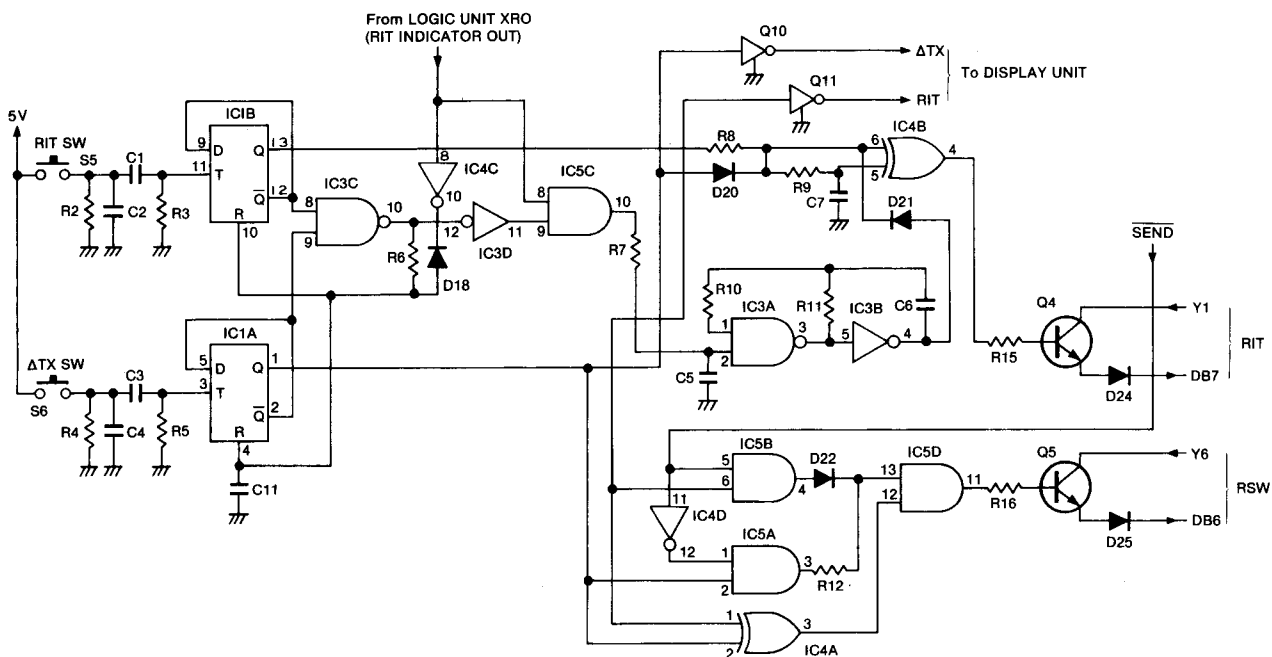 From LOGIC UNIT XRO
(RIT INDICATOR OUT)
Q10
ΔTX
To DISPLAY UNIT
Q11
RIT
5V
IC1B
RIT SW
S5
C1
9 D
Q 13
11 T
Q̅ 12
R
10
R2
C2
R3
8
IC4C
10
IC3C
8
9
10
12
11
IC3D
R6
D18
IC5C
8
9
10
R7
R8
D20
R9
C7
D21
IC4B
6
5
4
SEND
IC1A
ΔTX SW
S6
C3
5 D
Q 1
3 T
Q̅ 2
R
4
R4
C4
R5
C11
R10
IC3A
1
2
3
C5
R11
IC3B
5
4
C6
R15
Q4
Y1
RIT
DB7
D24
IC5B
5
6
4
D22
IC5D
13
12
11
R16
Q5
Y6
RSW
DB6
D25
11
IC4D
12
IC5A
1
2
3
R12
1
2
3
IC4A